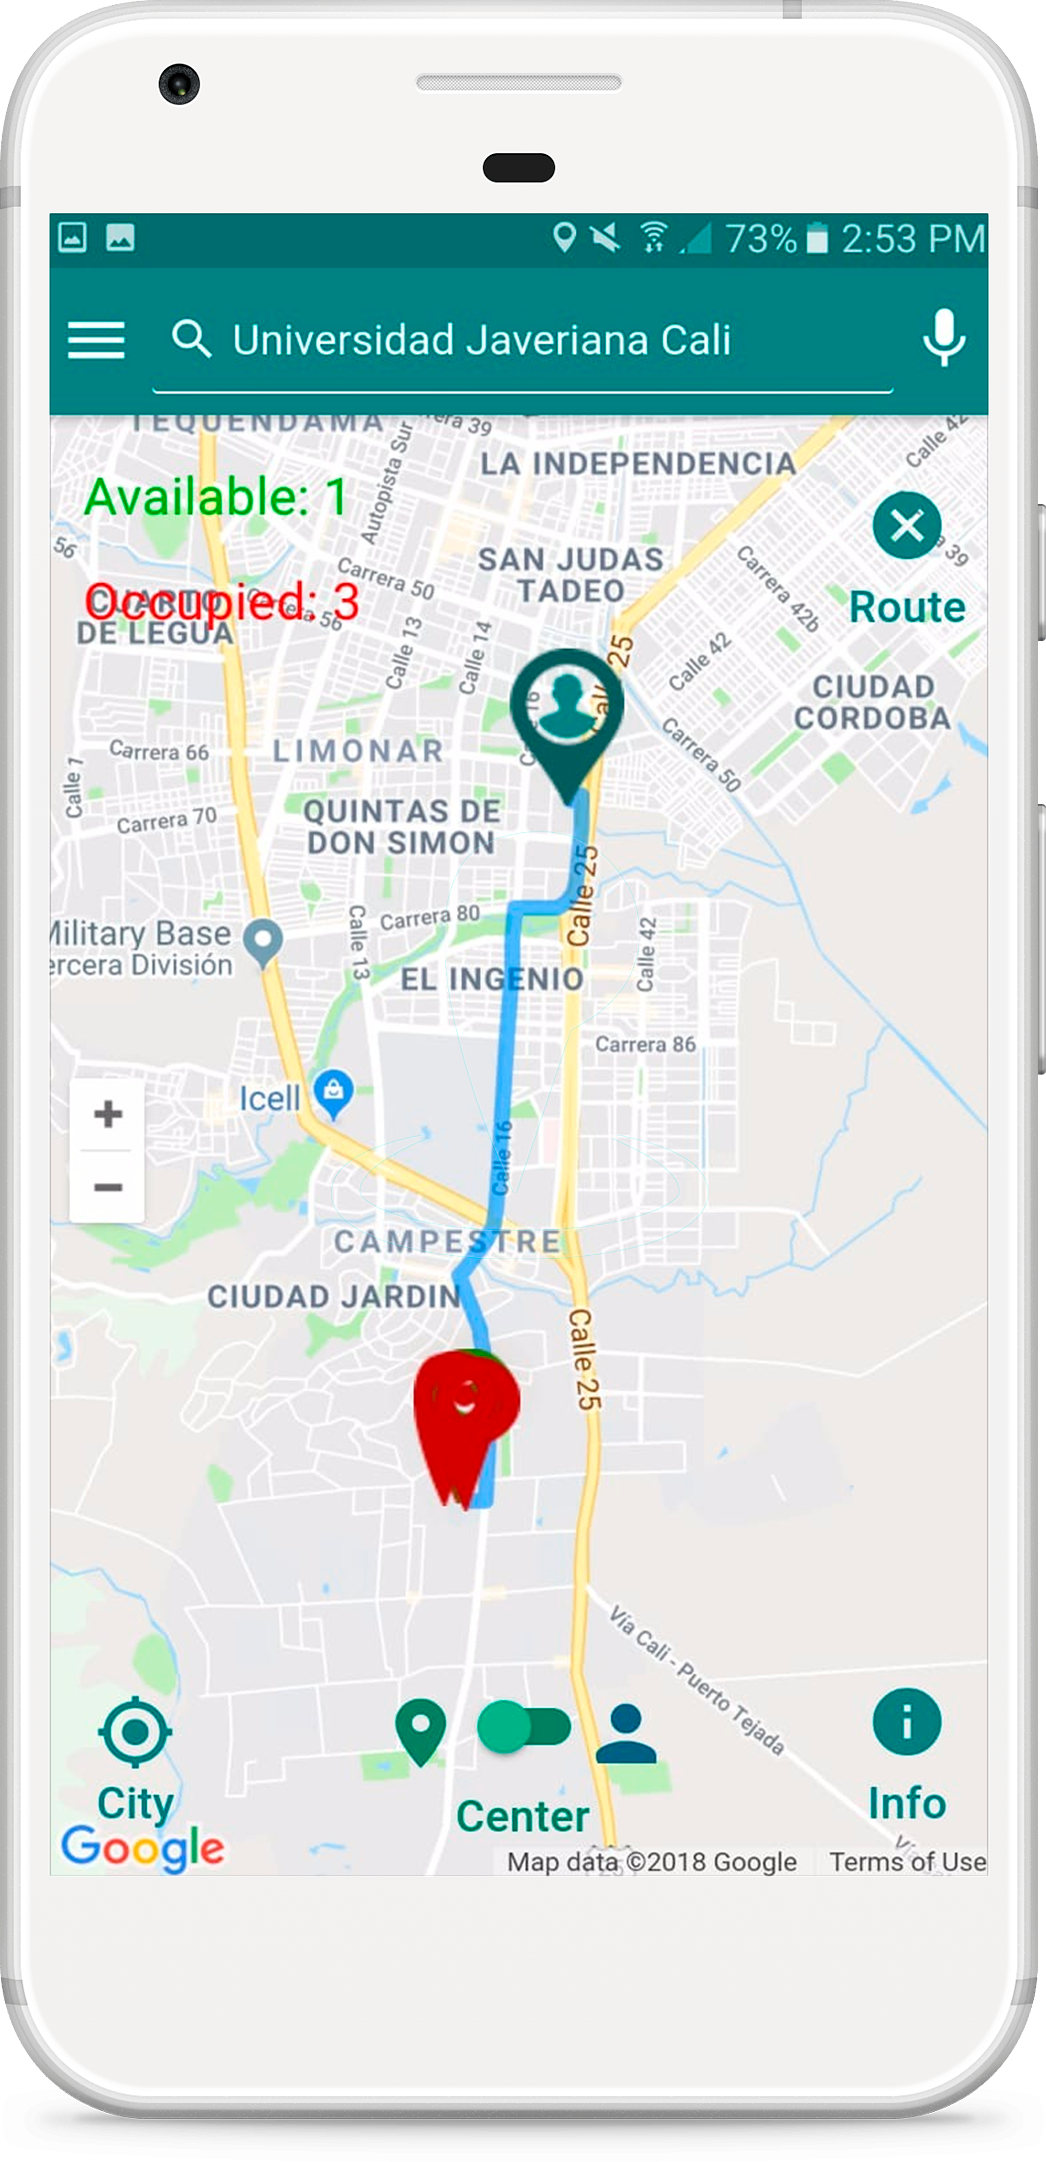 73% 2:53 PM
Universidad Javeriana Cali
TEQUENDAMA
rera 39
Calle 42
LA INDEPENDENCIA
Autopista Sur
Available: 1
56
SAN JUDAS
TADEO
Carrera 50
a 39
Route
Occupied: 3
CUARTO
DE LEGUA
Carrera 56
Carrera 42b
Calle 13
Calle 14
Calle 25
Calle 42
CIUDAD
CORDOBA
Calle 16
Carrera 50
Carrera 66
LIMONAR
Calle 1
Carrera 70
QUINTAS DE
DON SIMON
Calle 25
Carrera 80
Calle 13
Military Base
ercera División
Calle 42
EL INGENIO
Carrera 86
Icell
+
Calle 16
−
CAMPESTRE
CIUDAD JARDIN
Calle 25
Vía Cali - Puerto Tejada
City
Center
Info
Google
Map data ©2018 Google
Terms of Use